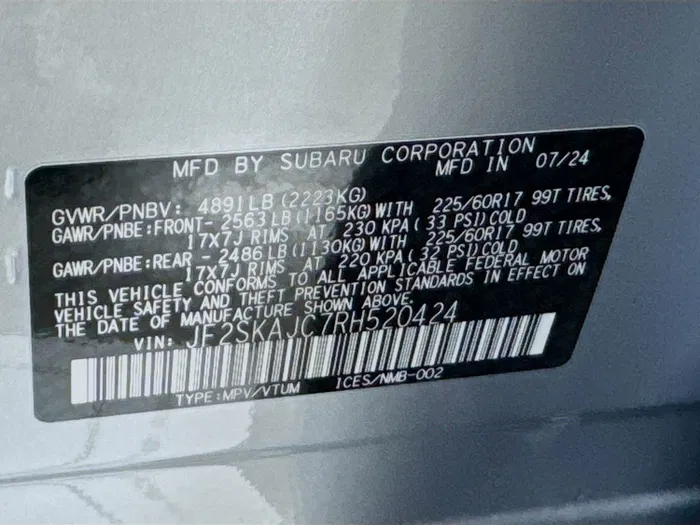 MFD BY SUBARU CORPORATION
MFD IN 07/24
GVWR/PNBV: 4891LB(2223KG)
GAWR/PNBE:FRONT- 2563LB(1165KG)WITH 225/60R17 99T TIRES,
17X7J RIMS AT 230 KPA(33 PSI)COLD
GAWR/PNBE:REAR - 2486LB(1130KG)WITH 225/60R17 99T TIRES,
17X7J RIMS AT 220 KPA(32 PSI)COLD
THIS VEHICLE CONFORMS TO ALL APPLICABLE FEDERAL MOTOR
VEHICLE SAFETY AND THEFT PREVENTION STANDARDS IN EFFECT ON
THE DATE OF MANUFACTURE SHOWN ABOVE.
VIN: JF2SKAJC7RH520424
TYPE:MPV/VTUM ICES/NMB-002